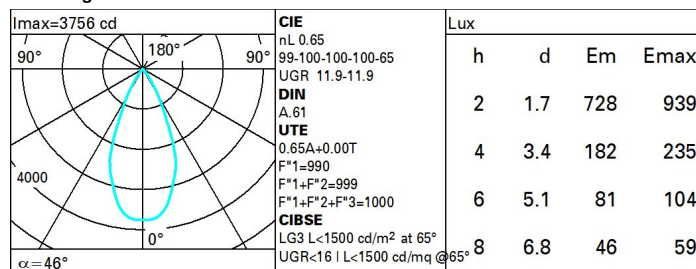 Imax=3756 cd
90° 180° 90°
4000
0°
α=46°
CIE
nL 0.65
99-100-100-100-65
UGR 11.9-11.9
DIN
A.61
UTE
0.65A+0.00T
F"1=990
F"1+F"2=999
F"1+F"2+F"3=1000
CIBSE
LG3 L<1500 cd/m² at 65°
UGR<16 | L<1500 cd/mq @65°
Lux
h d Em Emax
2 1.7 728 939
4 3.4 182 235
6 5.1 81 104
8 6.8 46 59